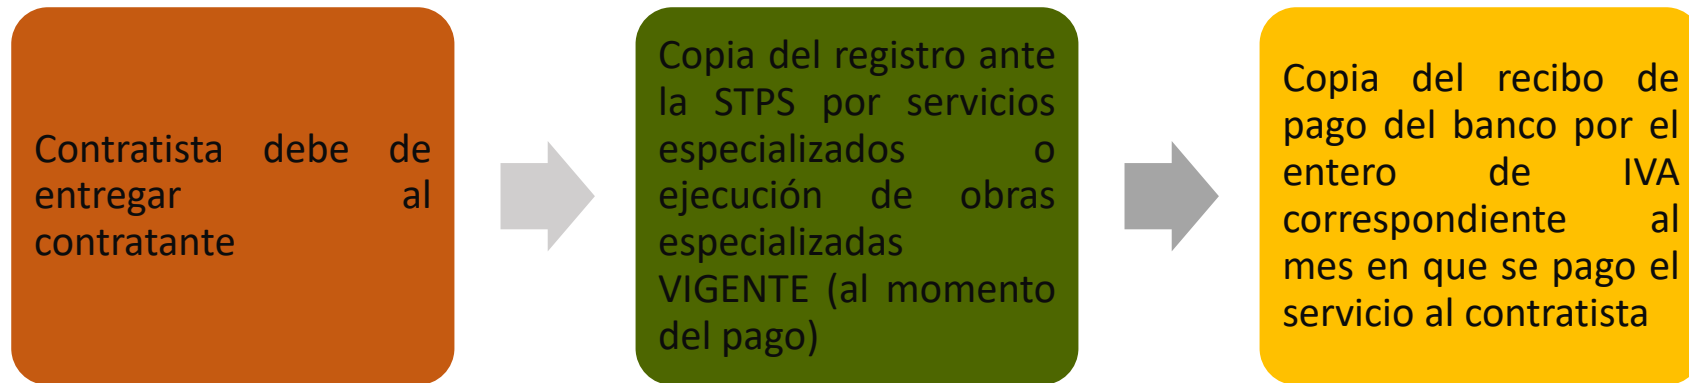 Contratista debe de
entregar al
contratante
Copia del registro ante
la STPS por servicios
especializados o
ejecución de obras
especializadas
VIGENTE (al momento
del pago)
Copia del recibo de
pago del banco por el
entero de IVA
correspondiente al
mes en que se pago el
servicio al contratista